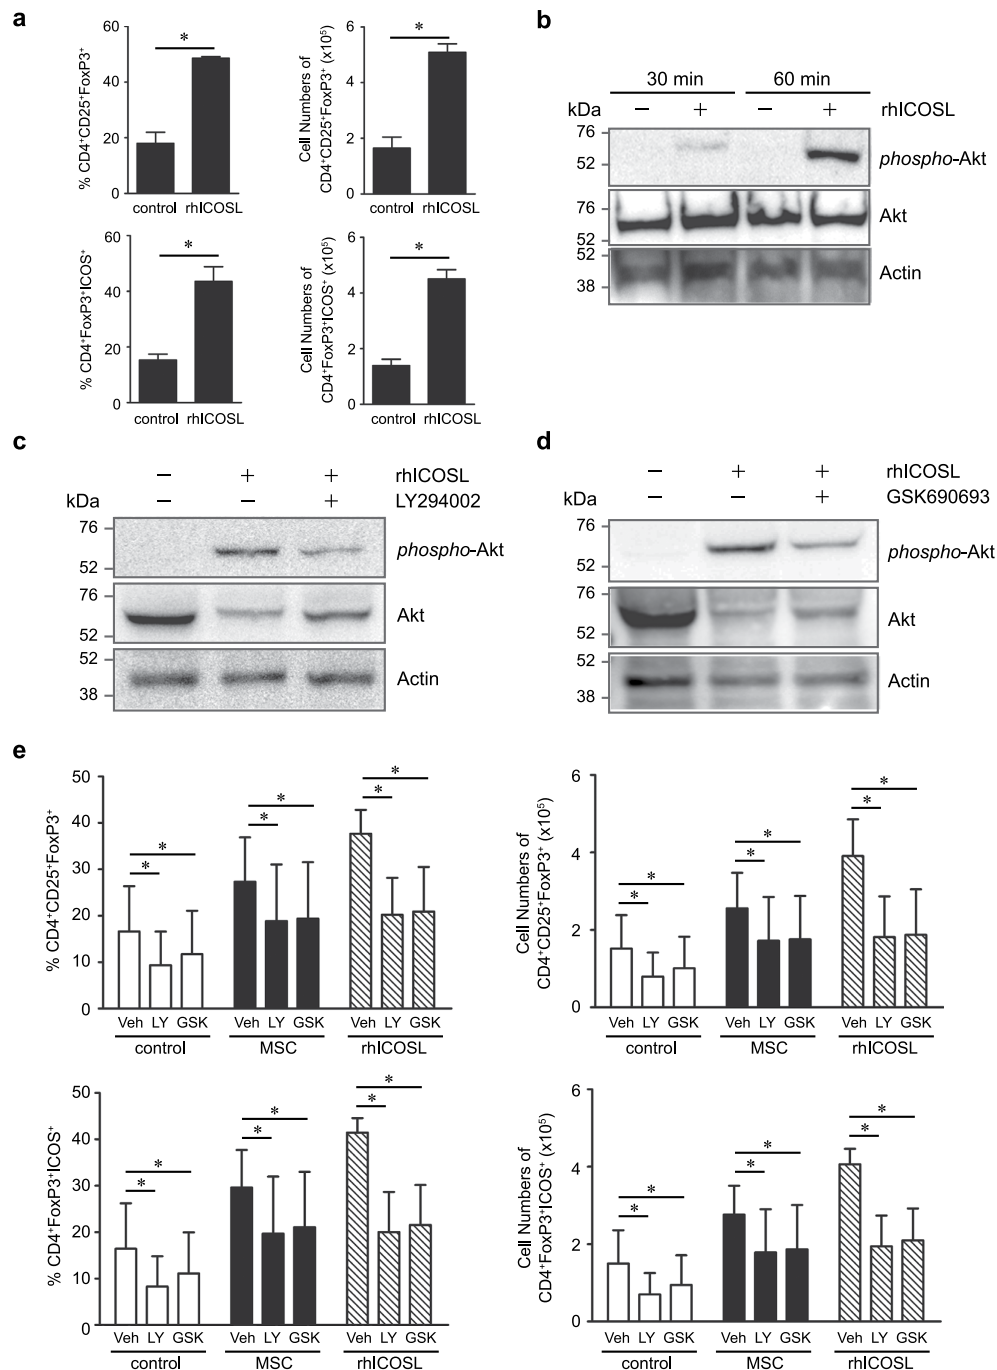 a
% CD4⁺CD25⁺FoxP3⁺
60
40
20
0
*
control rhICOSL
Cell Numbers of
CD4⁺CD25⁺FoxP3⁺ (x10⁵)
6
4
2
0
*
control rhICOSL
% CD4⁺FoxP3⁺ICOS⁺
60
40
20
0
*
control rhICOSL
Cell Numbers of
CD4⁺FoxP3⁺ICOS⁺ (x10⁵)
6
4
2
0
*
control rhICOSL
b
30 min 60 min
kDa − + − + rhICOSL
76
52
phospho-Akt
76
52
Akt
52
38
Actin
c
− + + rhICOSL
kDa − − + LY294002
76
52
phospho-Akt
76
52
Akt
52
38
Actin
d
− + + rhICOSL
kDa − − + GSK690693
76
52
phospho-Akt
76
52
Akt
52
38
Actin
e
% CD4⁺CD25⁺FoxP3⁺
50
40
30
20
10
0
* * * * * *
Veh LY GSK Veh LY GSK Veh LY GSK
control MSC rhICOSL
Cell Numbers of
CD4⁺CD25⁺FoxP3⁺ (x10⁵)
6
4
2
0
* * * * * *
Veh LY GSK Veh LY GSK Veh LY GSK
control MSC rhICOSL
% CD4⁺FoxP3⁺ICOS⁺
50
40
30
20
10
0
* * * * * *
Veh LY GSK Veh LY GSK Veh LY GSK
control MSC rhICOSL
Cell Numbers of
CD4⁺FoxP3⁺ICOS⁺ (x10⁵)
6
4
2
0
* * * * * *
Veh LY GSK Veh LY GSK Veh LY GSK
control MSC rhICOSL